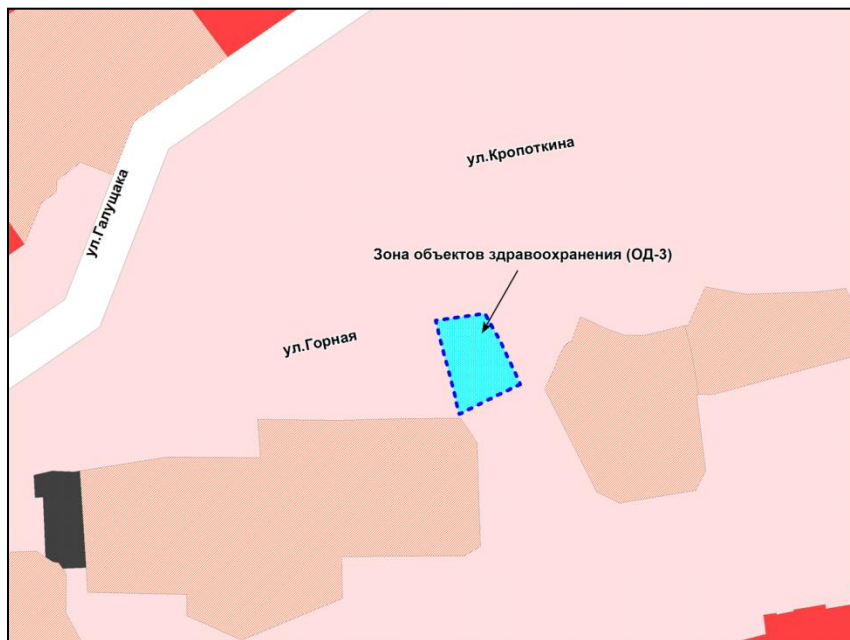 ул.Кропоткина
ул.Галущака
Зона объектов здравоохранения (ОД-3)
ул.Горная